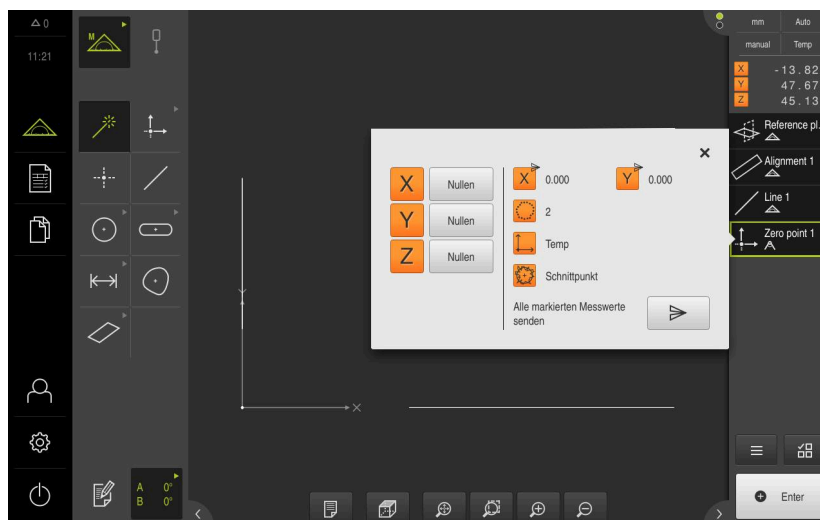 0
11:21
M
A 0°
B 0°
X
Y
Z
Nullen
Nullen
Nullen
X 0.000 Y 0.000
2
Temp
Schnittpunkt
Alle markierten Messwerte
senden
Y
X
mm Auto
manual Temp
X -13.82
Y 47.67
Z 45.13
Reference pl.
Alignment 1
Line 1
Zero point 1
Enter